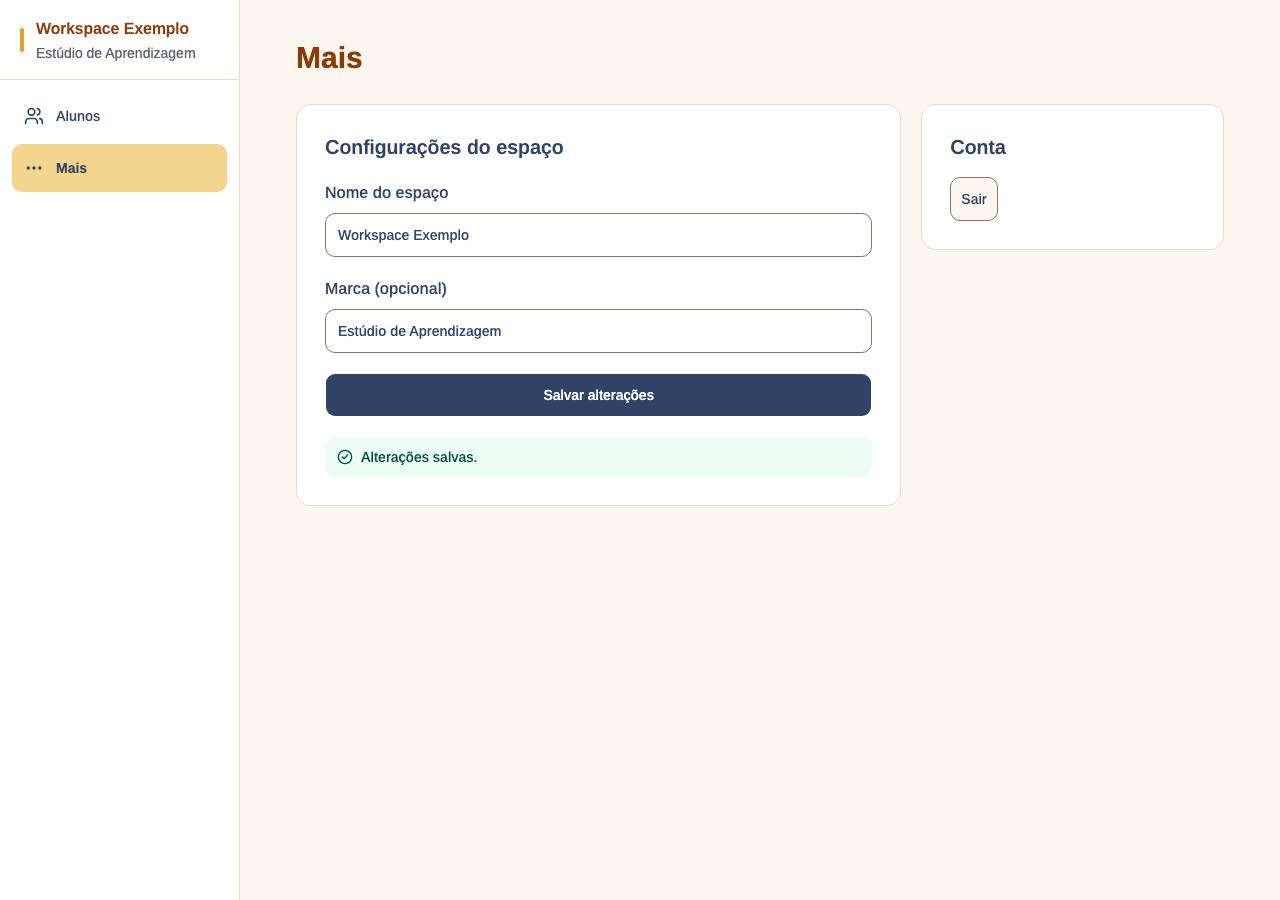 Workspace Exemplo
Estúdio de Aprendizagem
Alunos
Mais
Mais
Configurações do espaço
Nome do espaço
Workspace Exemplo
Marca (opcional)
Estúdio de Aprendizagem
Salvar alterações
Alterações salvas.
Conta
Sair